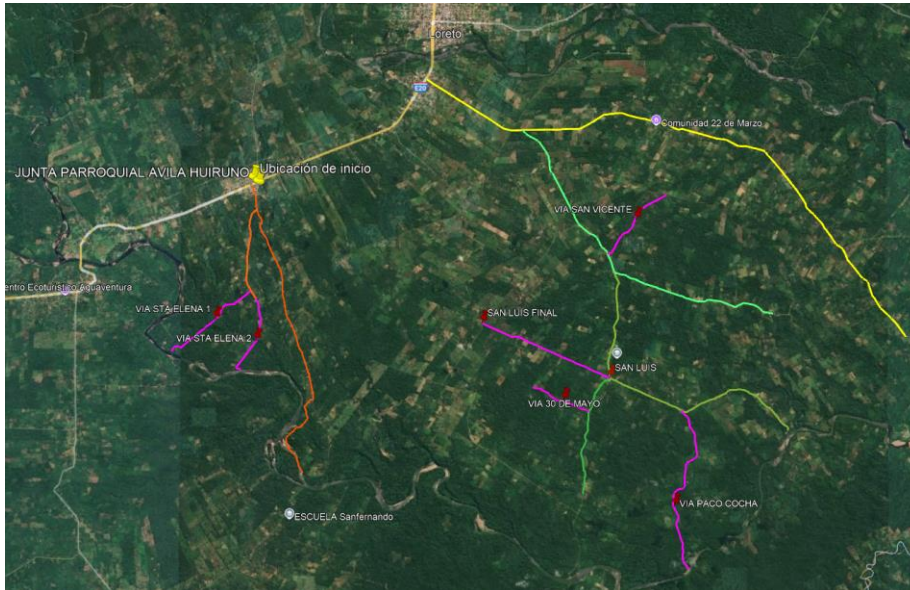 Loreto
E20
Comunidad 22 de Marzo
JUNTA PARROQUIAL AVILA HUIRUNO
Ubicación de inicio
VIA SAN VICENTE
entro Ecoturístico Aguaventura
VIA STA ELENA 1
SAN LUIS FINAL
VIA STA ELENA 2
SAN LUIS
VIA 30 DE MAYO
VIA PACO COCHA
ESCUELA Sanfernando